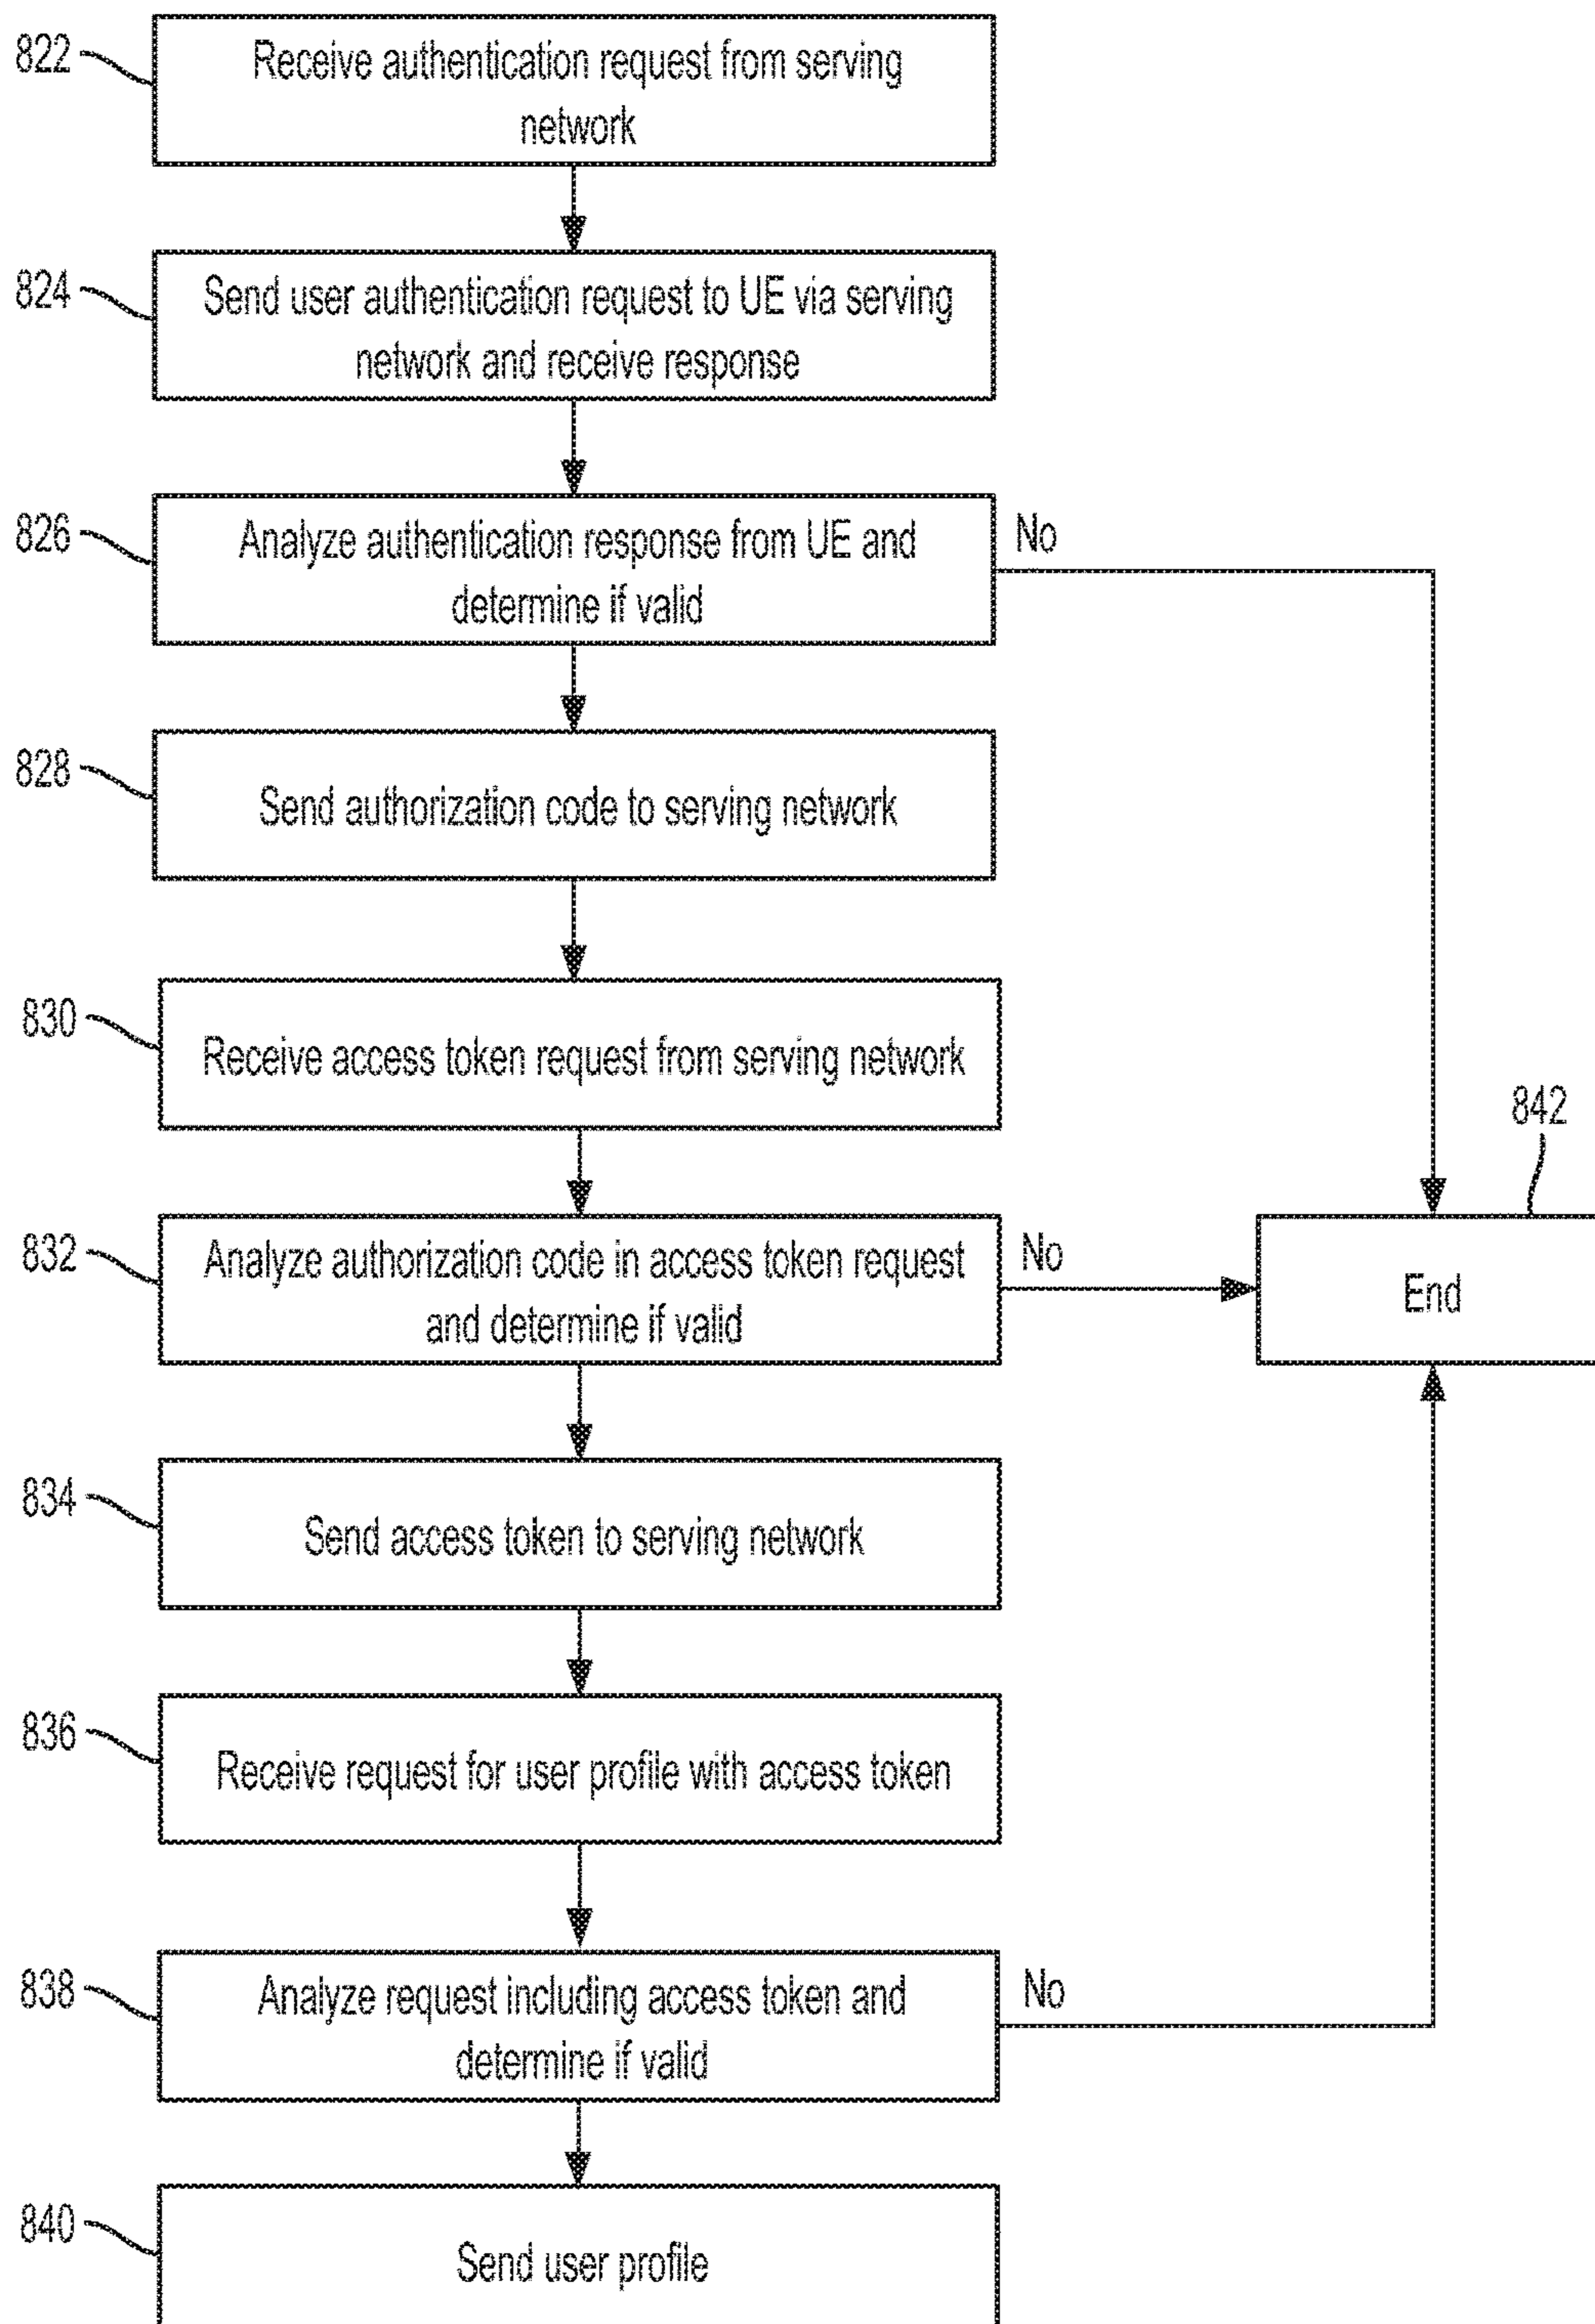 822
Receive authentication request from serving
network
824
Send user authentication request to UE via serving
network and receive response
826
Analyze authentication response from UE and
determine if valid
No
828
Send authorization code to serving network
830
Receive access token request from serving network
842
832
Analyze authorization code in access token request
and determine if valid
No
End
834
Send access token to serving network
836
Receive request for user profile with access token
838
Analyze request including access token and
determine if valid
No
840
Send user profile